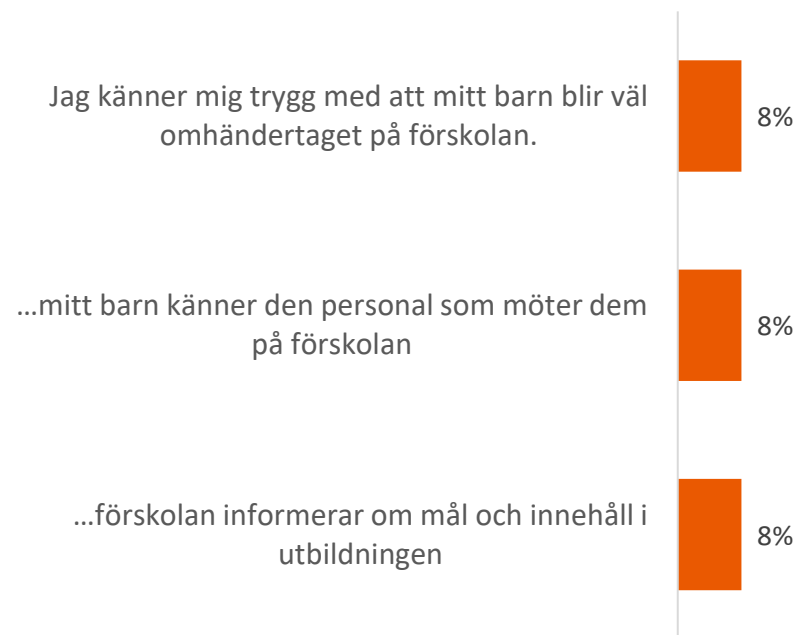 Jag känner mig trygg med att mitt barn blir väl
omhändertaget på förskolan.
8%
...mitt barn känner den personal som möter dem
på förskolan
8%
...förskolan informerar om mål och innehåll i
utbildningen
8%